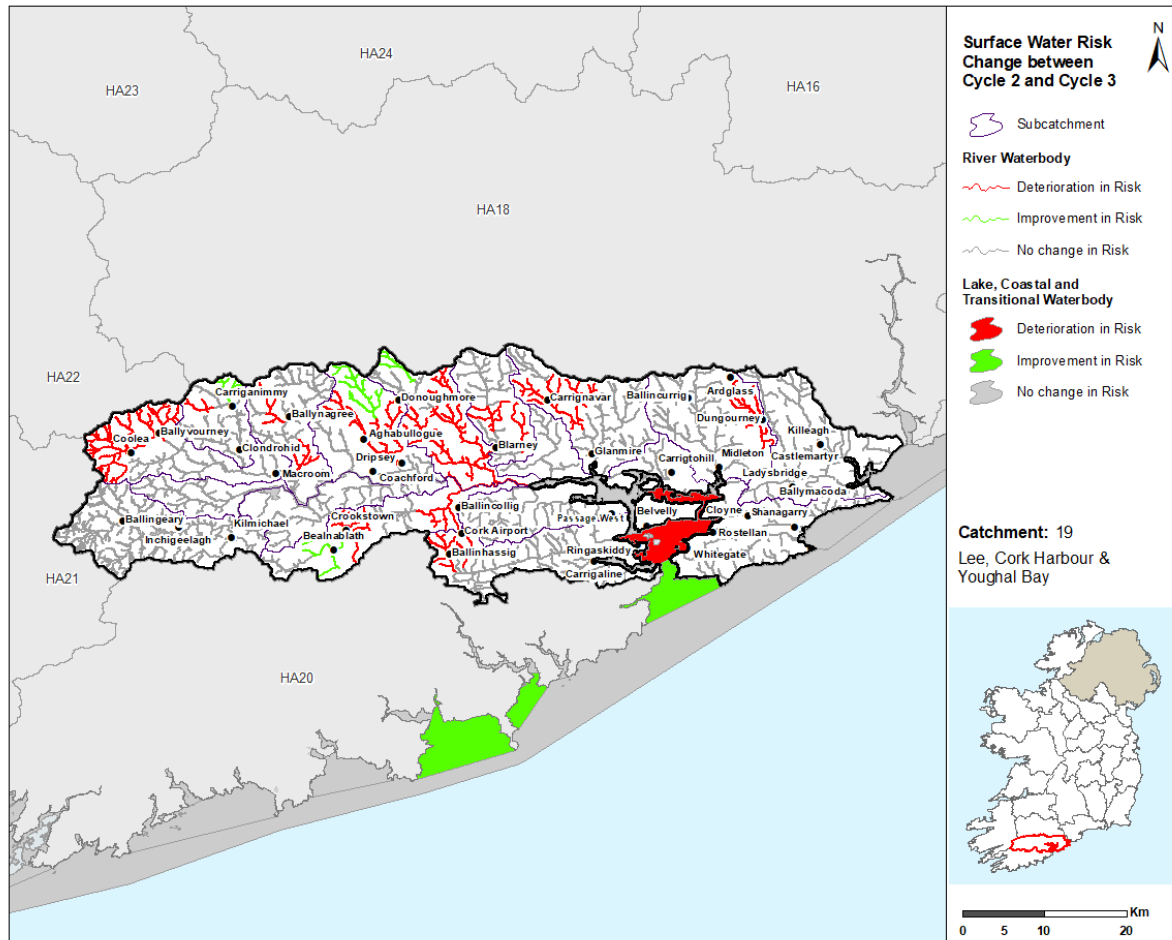 HA24
HA23
HA16
HA18
HA22
HA21
HA20
Carriganimmy
Ballynagree
Donoughmore
Carrignavar
Ballincurrig
Ardglass
Dungourney
Killeagh
Coolea
Ballyvourney
Clondrohid
Aghabullogue
Blarney
Glanmire
Carrigtohill
Midleton
Castlemartyr
Macroom
Dripsey
Coachford
Ladysbridge
Ballymacoda
Ballingeary
Inchigeelagh
Kilmichael
Crookstown
Bealnablath
Ballincollig
Cork Airport
Ballinhassig
Passage West
Belvelly
Cloyne
Shanagarry
Rostellan
Ringaskiddy
Whitegate
Carrigaline
Surface Water Risk
Change between
Cycle 2 and Cycle 3
N
Subcatchment
River Waterbody
Deterioration in Risk
Improvement in Risk
No change in Risk
Lake, Coastal and
Transitional Waterbody
Deterioration in Risk
Improvement in Risk
No change in Risk
Catchment: 19
Lee, Cork Harbour &
Youghal Bay
Km
0 5 10 20